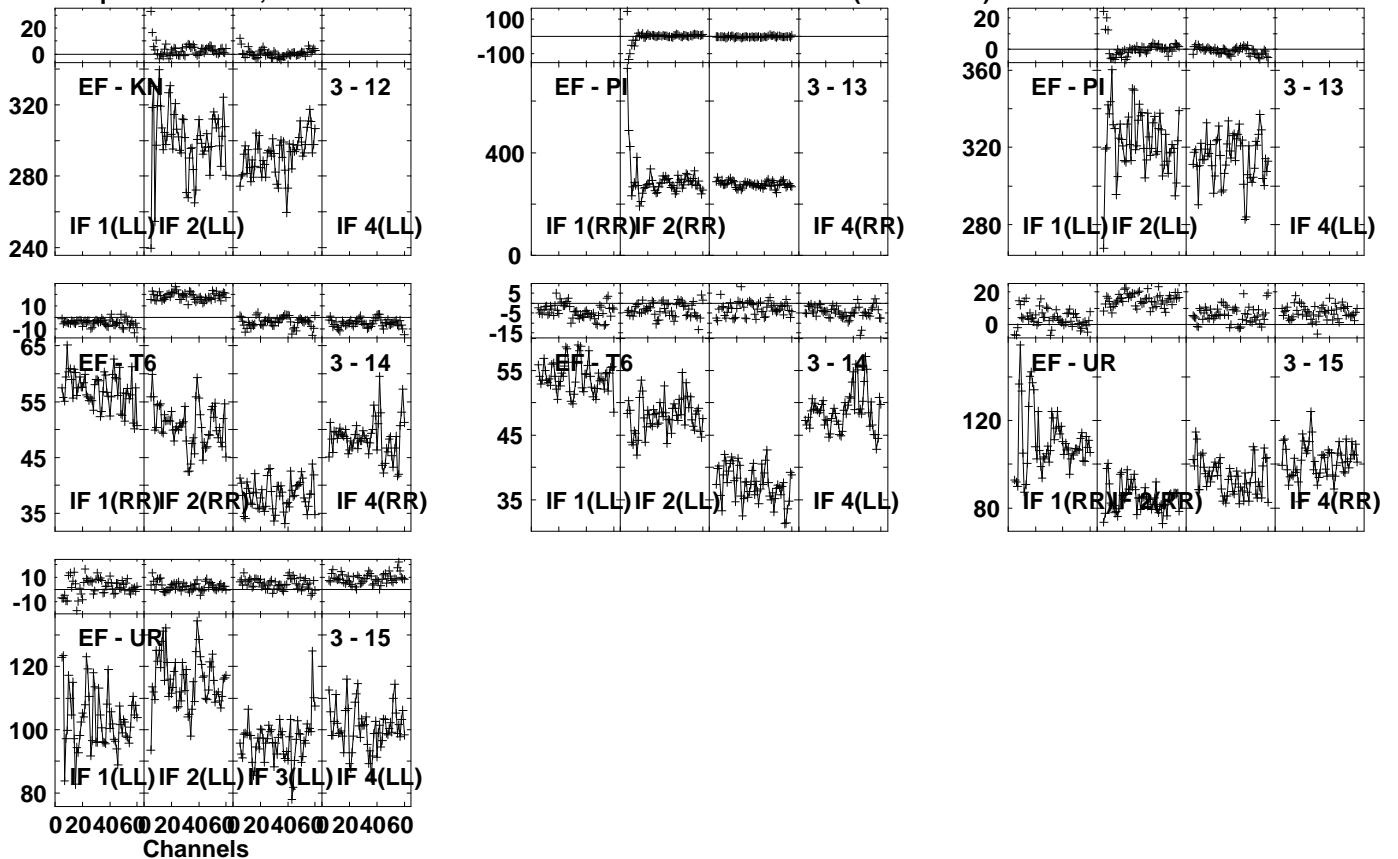 20
0
EF - KN
3 - 12
320
280
240
IF 1(LL) IF 2(LL) IF 4(LL)
100
-100
EF - PI
3 - 13
400
0
IF 1(RR) IF 2(RR) IF 4(RR)
20
0
360
EF - PI
3 - 13
320
280
IF 1(LL) IF 2(LL) IF 4(LL)
10
-10
65
EF - T6
3 - 14
55
45
35
IF 1(RR) IF 2(RR) IF 4(RR)
5
-5
-15
EF - T6
3 - 14
55
45
35
IF 1(LL) IF 2(LL) IF 4(LL)
20
0
EF - UR
3 - 15
120
80
IF 1(RR) IF 2(RR) IF 4(RR)
10
-10
EF - UR
3 - 15
120
100
80
IF 1(LL) IF 2(LL) IF 3(LL) IF 4(LL)
0 20 40 60 0 20 40 60 0 20 40 60 0 20 40 60
Channels